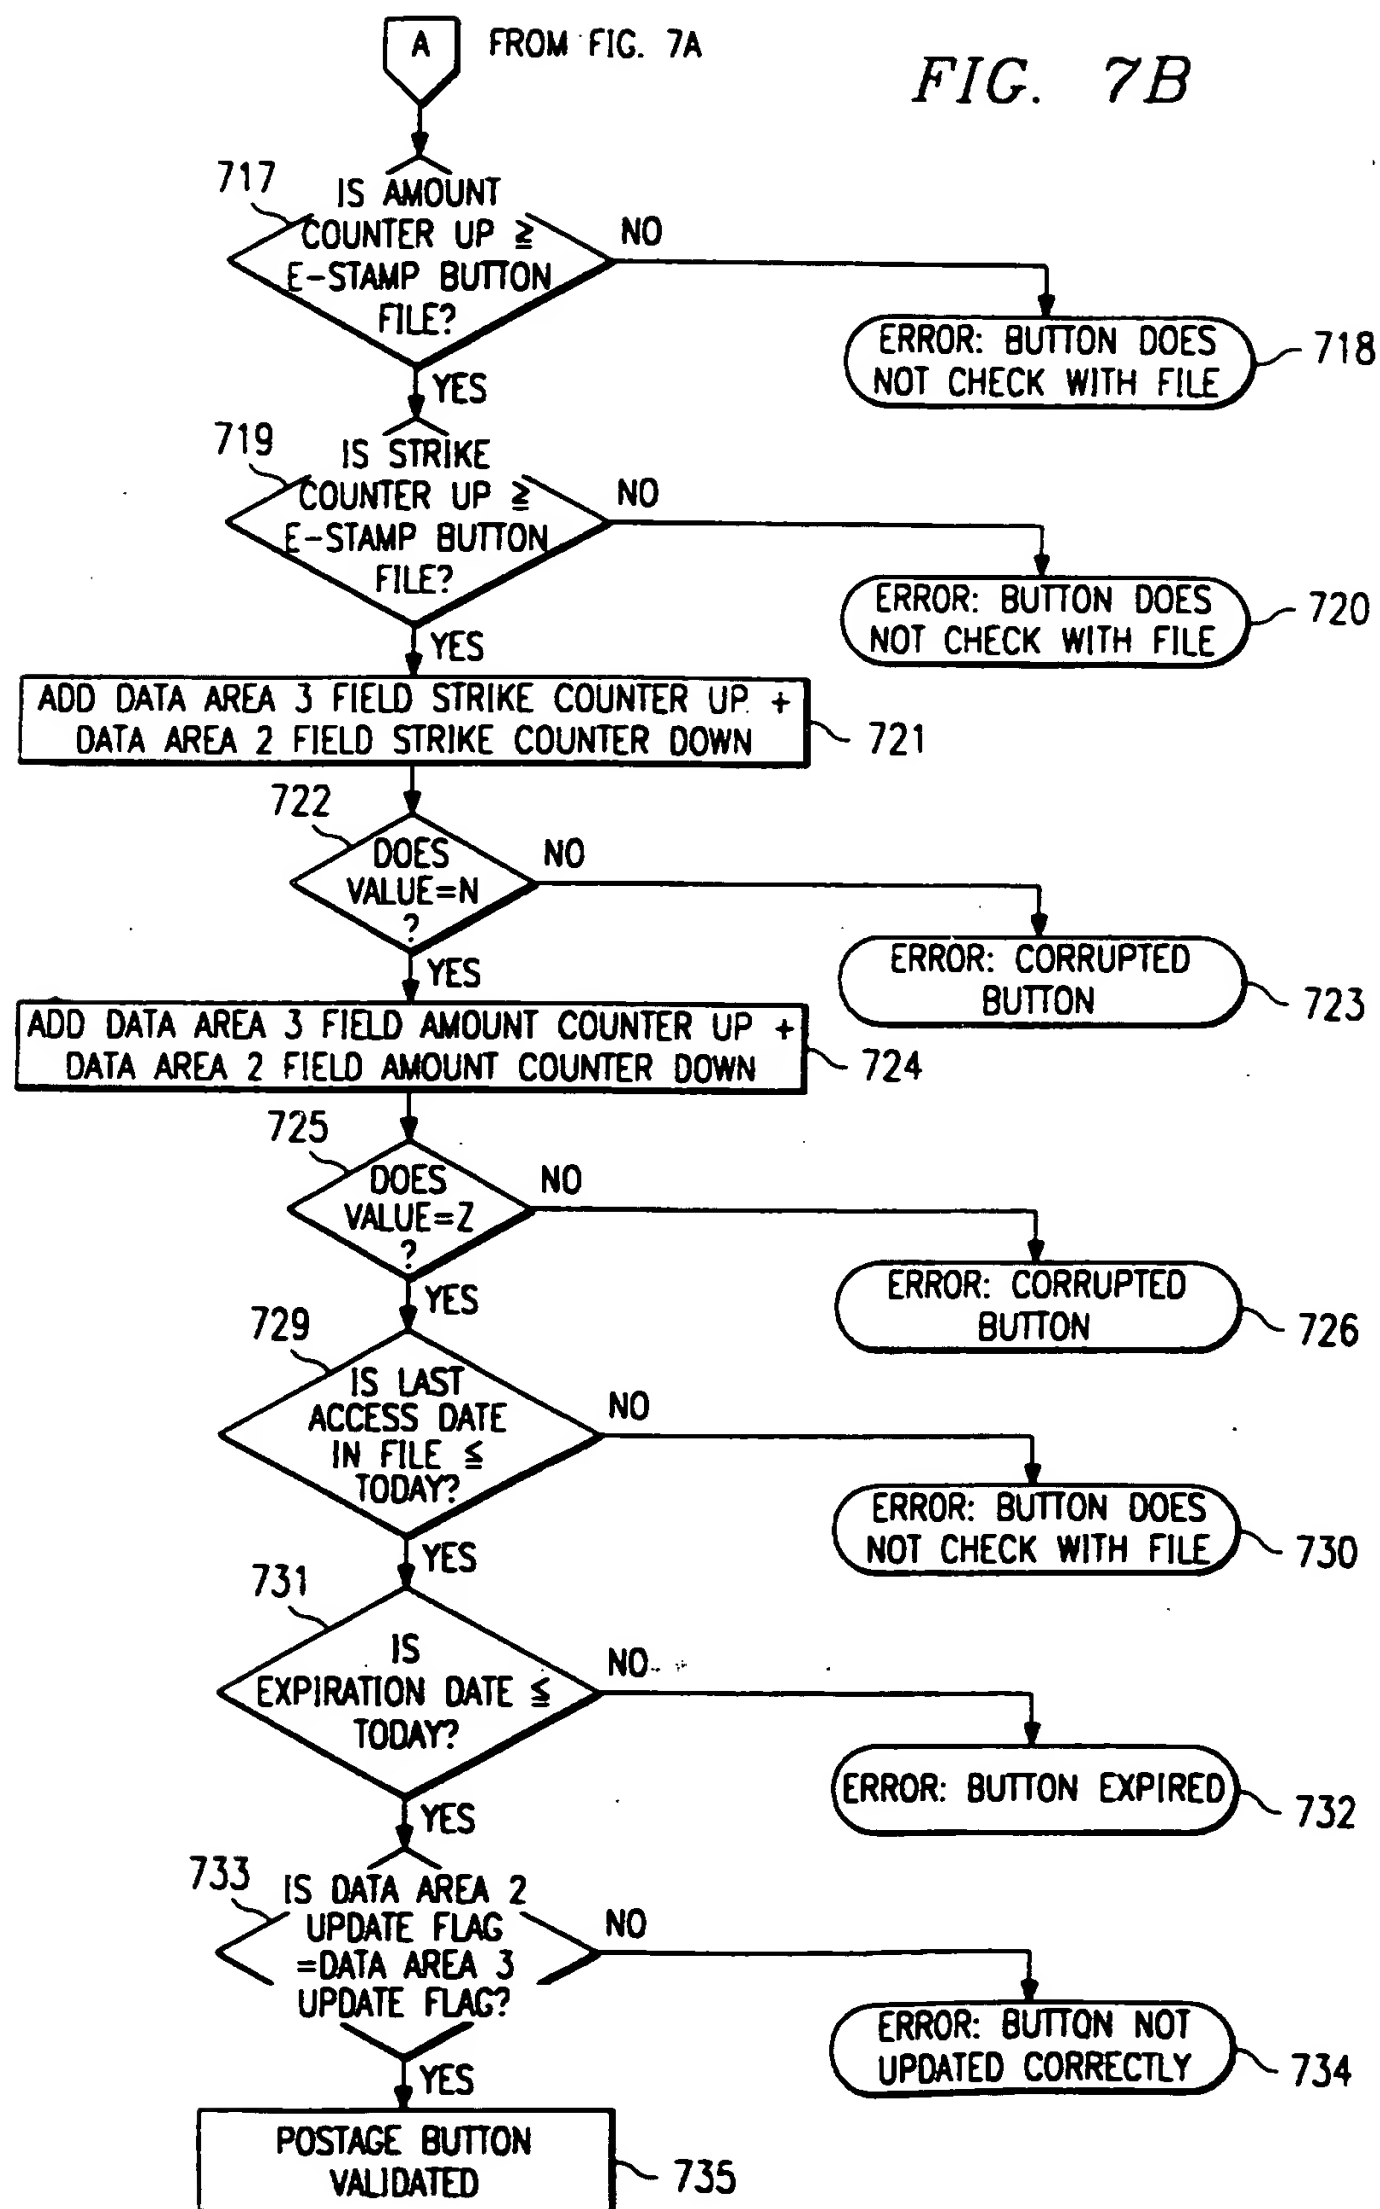 A FROM FIG. 7A
FIG. 7B
717
IS AMOUNT
COUNTER UP ≧
E-STAMP BUTTON
FILE?
NO
YES
ERROR: BUTTON DOES
NOT CHECK WITH FILE
718
719
IS STRIKE
COUNTER UP ≧
E-STAMP BUTTON
FILE?
NO
YES
ERROR: BUTTON DOES
NOT CHECK WITH FILE
720
ADD DATA AREA 3 FIELD STRIKE COUNTER UP +
DATA AREA 2 FIELD STRIKE COUNTER DOWN
721
722
DOES
VALUE=N
?
NO
YES
ERROR: CORRUPTED
BUTTON
723
ADD DATA AREA 3 FIELD AMOUNT COUNTER UP +
DATA AREA 2 FIELD AMOUNT COUNTER DOWN
724
725
DOES
VALUE=Z
?
NO
YES
ERROR: CORRUPTED
BUTTON
726
729
IS LAST
ACCESS DATE
IN FILE ≦
TODAY?
NO
YES
ERROR: BUTTON DOES
NOT CHECK WITH FILE
730
731
IS
EXPIRATION DATE ≦
TODAY?
NO
YES
ERROR: BUTTON EXPIRED
732
733
IS DATA AREA 2
UPDATE FLAG
=DATA AREA 3
UPDATE FLAG?
NO
YES
ERROR: BUTTON NOT
UPDATED CORRECTLY
734
POSTAGE BUTTON
VALIDATED
735